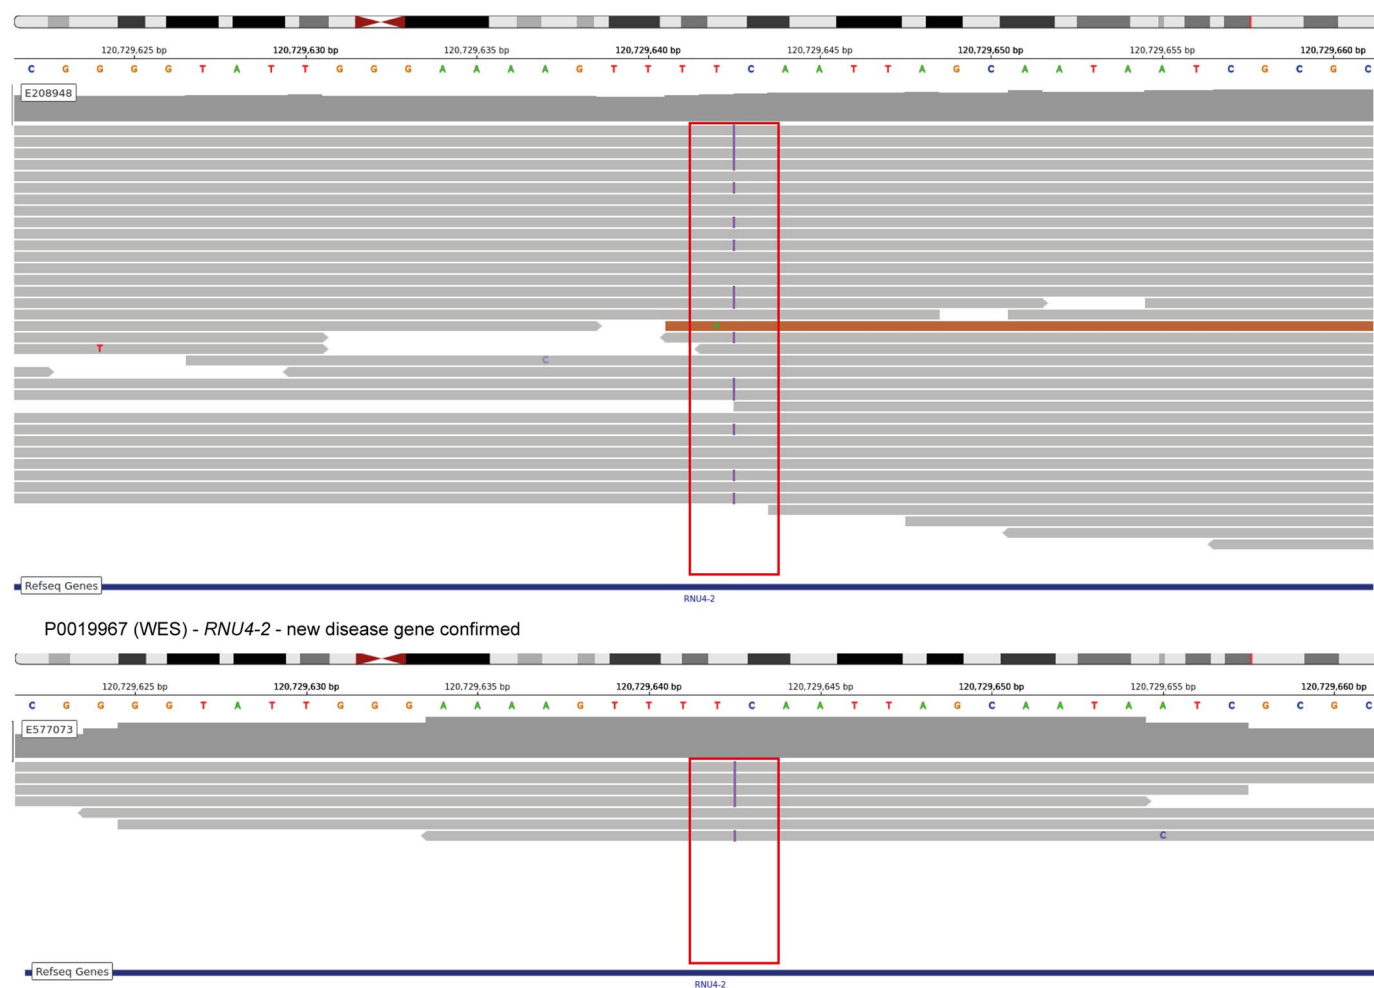 120,729,625 bp 120,729,630 bp 120,729,635 bp 120,729,640 bp 120,729,645 bp 120,729,650 bp 120,729,655 bp 120,729,660 bp
C G G G G T A T T G G G A A A A G T T T T C A A T T A G C A A T A A T C G C G C
E208948
T
C
Refseq Genes
RNU4-2
P0019967 (WES) - RNU4-2 - new disease gene confirmed
120,729,625 bp 120,729,630 bp 120,729,635 bp 120,729,640 bp 120,729,645 bp 120,729,650 bp 120,729,655 bp 120,729,660 bp
C G G G G T A T T G G G A A A A G T T T T C A A T T A G C A A T A A T C G C G C
E577073
C
Refseq Genes
RNU4-2